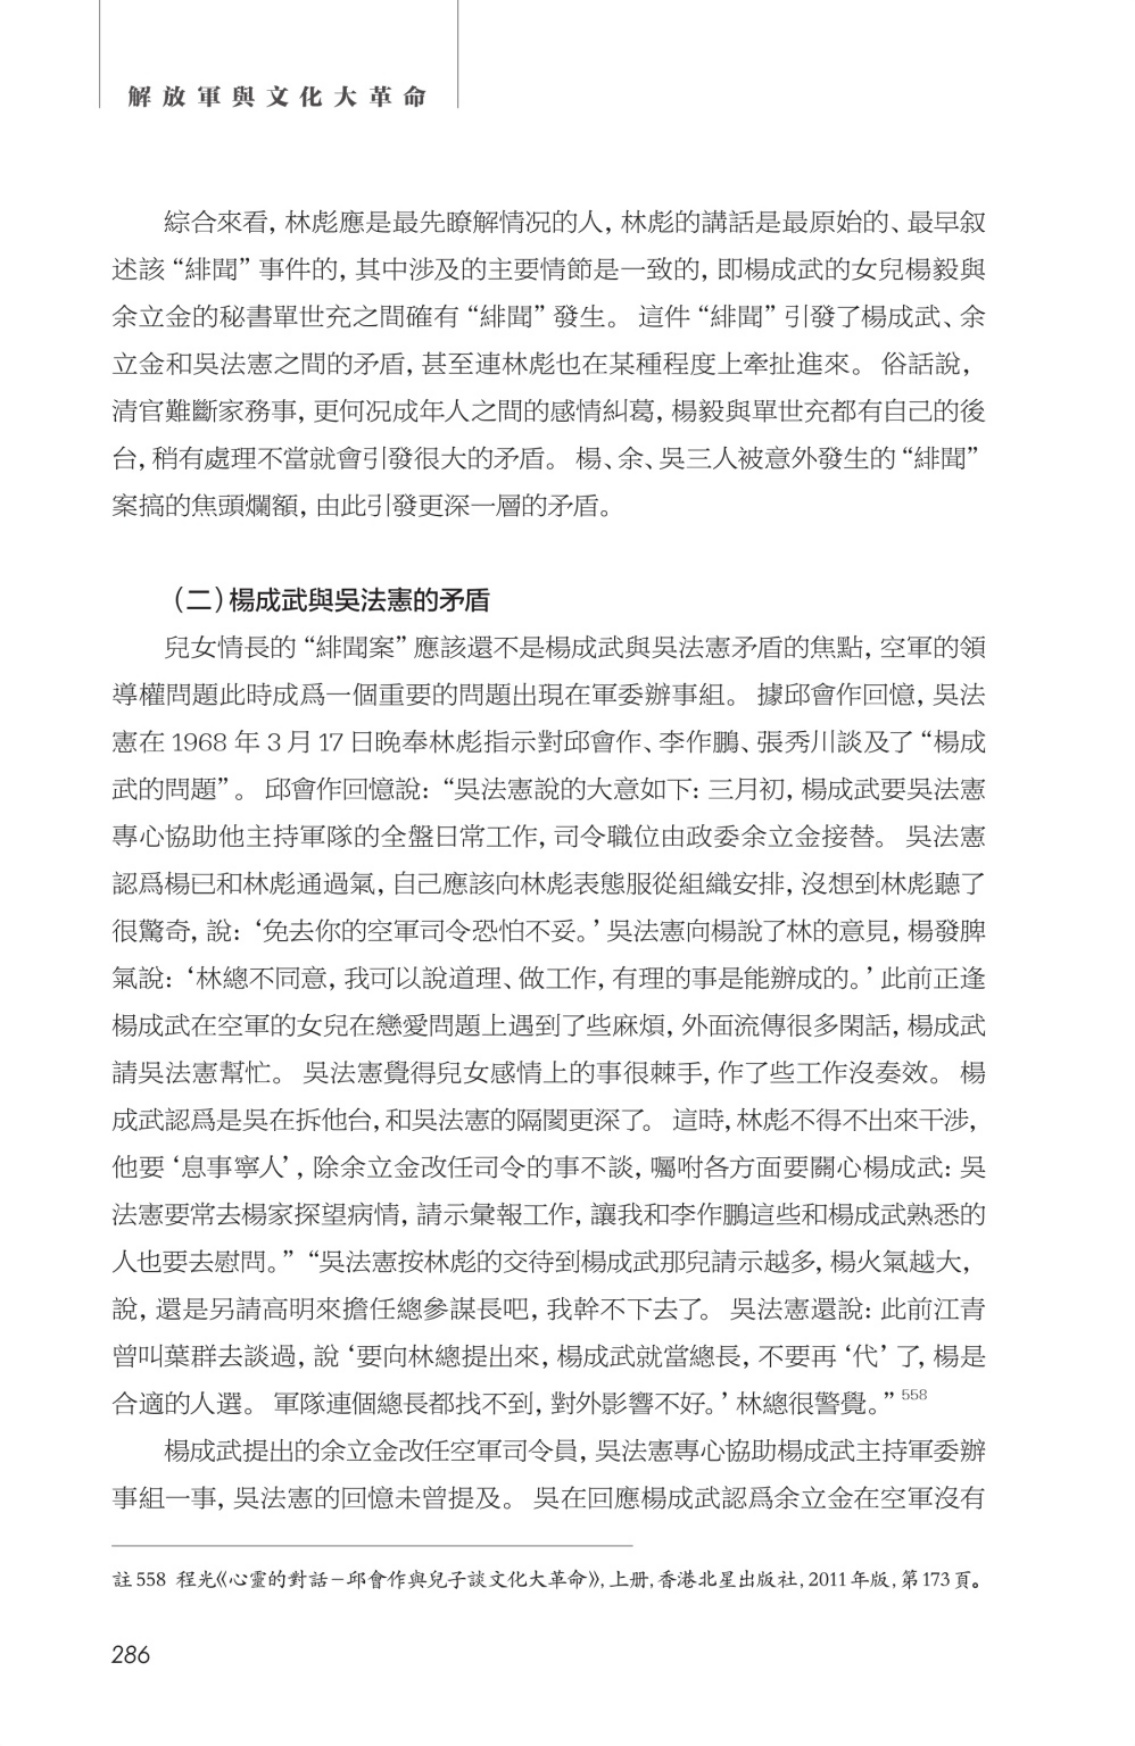 解放軍與文化大革命
綜合來看,林彪應是最先瞭解情况的人,林彪的講話是最原始的、最早叙
述該“緋聞”事件的,其中涉及的主要情節是一致的,即楊成武的女兒楊毅與
余立金的秘書單世充之間確有“緋聞”發生。這件“緋聞”引發了楊成武、余
立金和吳法憲之間的矛盾,甚至連林彪也在某種程度上牽扯進來。俗話說,
清官難斷家務事,更何况成年人之間的感情糾葛,楊毅與單世充都有自己的後
台,稍有處理不當就會引發很大的矛盾。楊、余、吳三人被意外發生的“緋聞”
案搞的焦頭爛額,由此引發更深一層的矛盾。
(二)楊成武與吳法憲的矛盾
兒女情長的“緋聞案”應該還不是楊成武與吳法憲矛盾的焦點,空軍的領
導權問題此時成爲一個重要的問題出現在軍委辦事組。據邱會作回憶,吳法
憲在1968年3月17日晚奉林彪指示對邱會作、李作鵬、張秀川談及了“楊成
武的問題”。邱會作回憶說:“吳法憲說的大意如下:三月初,楊成武要吳法憲
專心協助他主持軍隊的全盤日常工作,司令職位由政委余立金接替。吳法憲
認爲楊已和林彪通過氣,自己應該向林彪表態服從組織安排,沒想到林彪聽了
很驚奇,說:‘免去你的空軍司令恐怕不妥。’吳法憲向楊說了林的意見,楊發脾
氣說:‘林總不同意,我可以說道理、做工作,有理的事是能辦成的。’此前正逢
楊成武在空軍的女兒在戀愛問題上遇到了些麻煩,外面流傳很多閑話,楊成武
請吳法憲幫忙。吳法憲覺得兒女感情上的事很棘手,作了些工作沒奏效。楊
成武認爲是吳在拆他台,和吳法憲的隔閡更深了。這時,林彪不得不出來干涉,
他要‘息事寧人’,除余立金改任司令的事不談,囑咐各方面要關心楊成武:吳
法憲要常去楊家探望病情,請示彙報工作,讓我和李作鵬這些和楊成武熟悉的
人也要去慰問。”“吳法憲按林彪的交待到楊成武那兒請示越多,楊火氣越大,
說,還是另請高明來擔任總參謀長吧,我幹不下去了。吳法憲還說:此前江青
曾叫葉群去談過,說‘要向林總提出來,楊成武就當總長,不要再‘代’了,楊是
合適的人選。軍隊連個總長都找不到,對外影響不好。’林總很警覺。”558
楊成武提出的余立金改任空軍司令員,吳法憲專心協助楊成武主持軍委辦
事組一事,吳法憲的回憶未曾提及。吳在回應楊成武認爲余立金在空軍沒有
註558 程光《心靈的對話–邱會作與兒子談文化大革命》,上册,香港北星出版社,2011年版,第173頁。
286